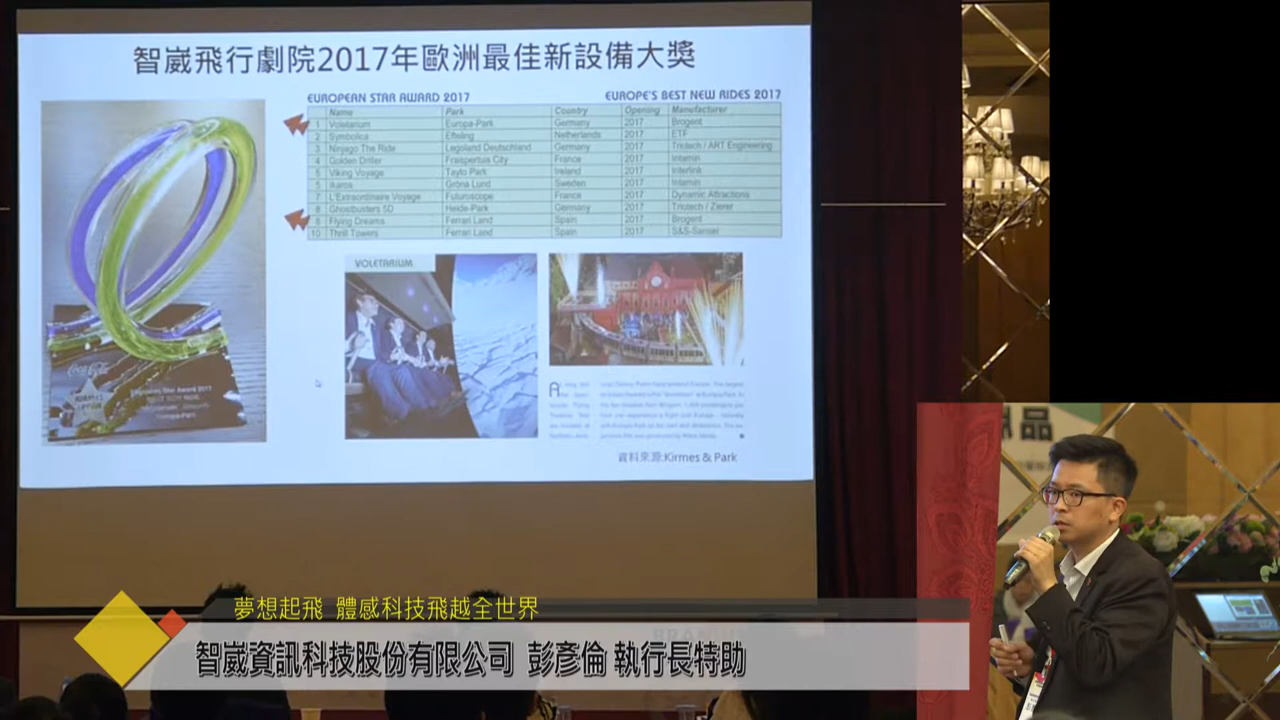 智崴飛行劇院2017年歐洲最佳新設備大獎
EUROPEAN STAR AWARD 2017 EUROPE'S BEST NEW RIDES 2017
Name Park Country Opening Manufacturer
1 Voletarium Europa-Park Germany 2017 Brogent
2 Symbolica Efteling Netherlands 2017 ETF
3 Ninjago The Ride Legoland Deutschland Germany 2017 Triotech / ART Engineering
4 Golden Driller Fraispertuis City France 2017 Intamin
5 Viking Voyage Tayto Park Ireland 2017 Interlink
5 Ikaros Gröna Lund Sweden 2017 Intamin
7 L'Extraordinaire Voyage Futuroscope France 2017 Dynamic Attractions
8 Ghostbusters 5D Heide-Park Germany 2017 Triotech / Zierer
8 Flying Dreams Ferrari Land Spain 2017 Brogent
10 Thrill Towers Ferrari Land Spain 2017 S&S-Sansei
VOLETARIUM
Coca-Cola
資料來源:Kirmes & Park
品
夢想起飛 體感科技飛越全世界
智崴資訊科技股份有限公司 彭彥倫 執行長特助